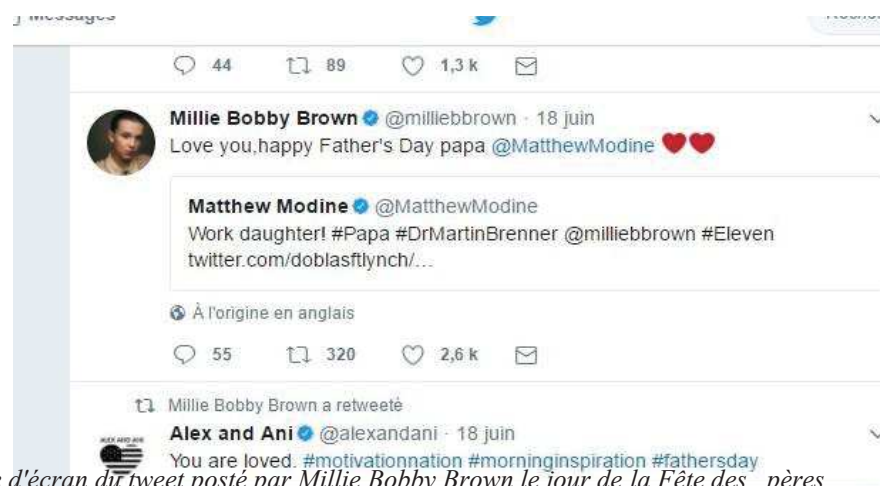 Messages
44 89 1,3 k
Millie Bobby Brown @milliebbrown · 18 juin
Love you,happy Father's Day papa @MatthewModine
Matthew Modine @MatthewModine
Work daughter! #Papa #DrMartinBrenner @milliebbrown #Eleven
twitter.com/doblasftlynch/…
À l'origine en anglais
55 320 2,6 k
Millie Bobby Brown a retweeté
Alex and Ani @alexandani · 18 juin
You are loved. #motivationnation #morninginspiration #fathersday
d'écran du tweet posté par Millie Bobby Brown le jour de la Fête des pères